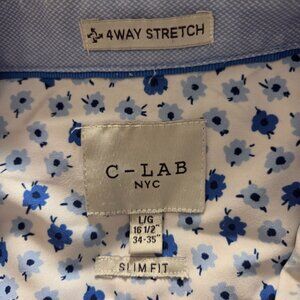 4WAY STRETCH
C-LAB
NYC
L/G
16 1/2"
34-35"
SLIM FIT